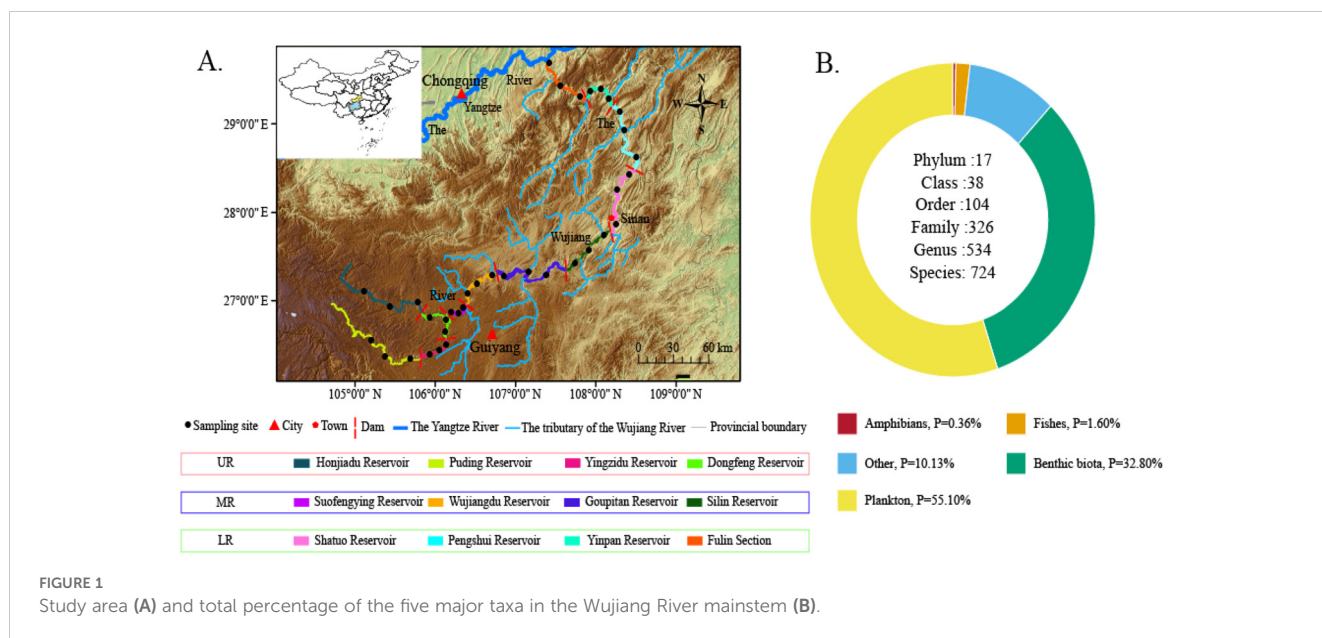 A.
Chongqing
River
Yangtze
The
The
N
W E
S
29°0'0" E
28°0'0" E
27°0'0" E
Sinan
Wujiang
River
Guiyang
0 30 60 km
105°0'0" N 106°0'0" N 107°0'0" N 108°0'0" N 109°0'0" N
Sampling site City Town Dam The Yangtze River The tributary of the Wujiang River Provincial boundary
UR Honjiadu Reservoir Puding Reservoir Yingzidu Reservoir Dongfeng Reservoir
MR Suofengying Reservoir Wujiangdu Reservoir Goupitan Reservoir Silin Reservoir
LR Shatuo Reservoir Pengshui Reservoir Yinpan Reservoir Fulin Section
B.
Phylum :17
Class :38
Order :104
Family :326
Genus :534
Species :724
Amphibians, P=0.36% Fishes, P=1.60%
Other, P=10.13% Benthic biota, P=32.80%
Plankton, P=55.10%
FIGURE 1
Study area (A) and total percentage of the five major taxa in the Wujiang River mainstem (B).